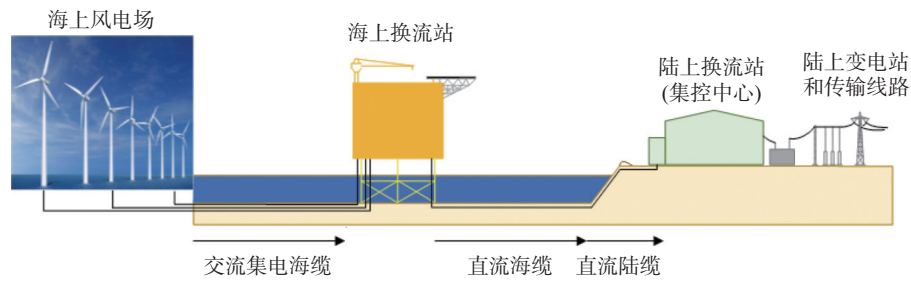 海上风电场
海上换流站
陆上换流站
(集控中心)
陆上变电站
和传输线路
交流集电海缆
直流海缆
直流陆缆